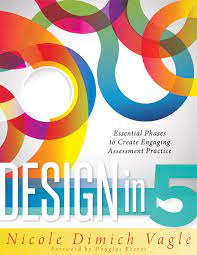 Essential Phases
to Create Engaging
Assessment Practice
DESIGN in 5
Nicole Dimich Vagle
Foreword by Douglas Reeves